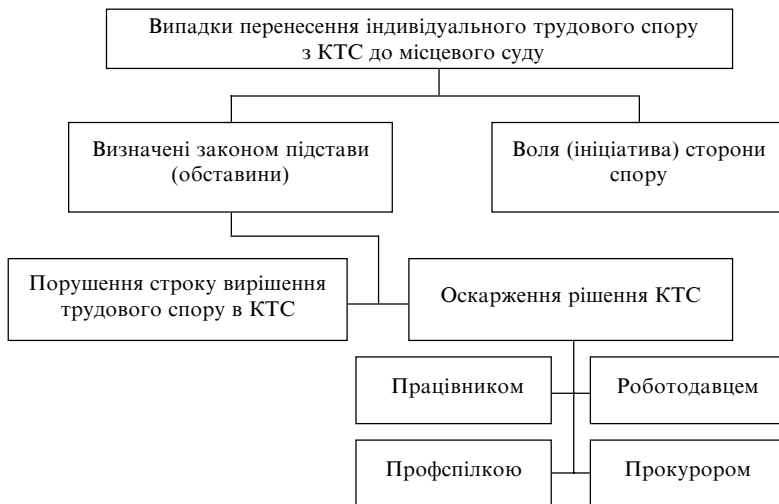 Випадки перенесення індивідуального трудового спору
з КТС до місцевого суду
Визначені законом підстави
(обставини)
Воля (ініціатива) сторони
спору
Порушення строку вирішення
трудового спору в КТС
Оскарження рішення КТС
Працівником
Роботодавцем
Профспілкою
Прокурором